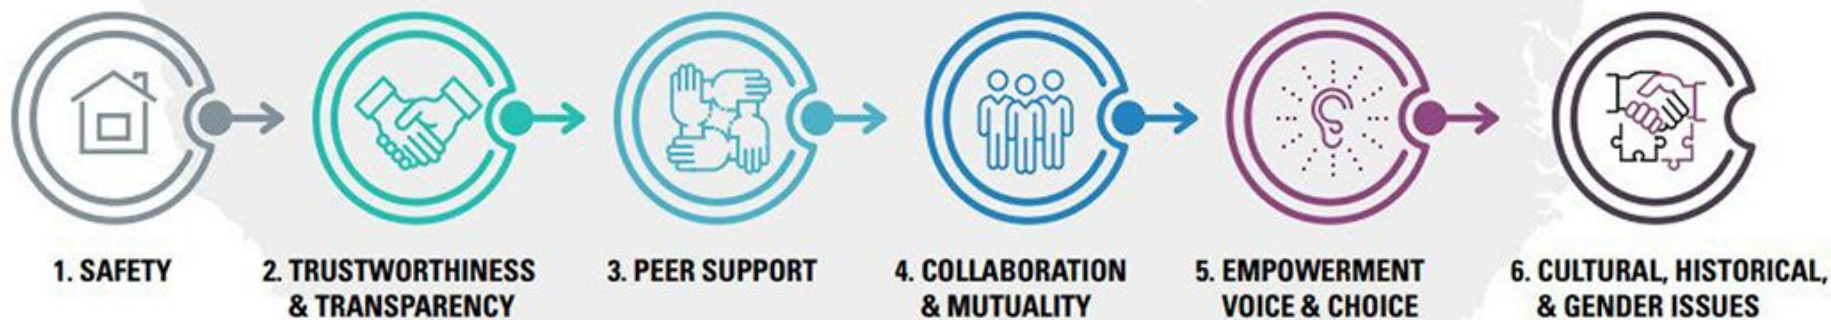 1. SAFETY
2. TRUSTWORTHINESS
& TRANSPARENCY
3. PEER SUPPORT
4. COLLABORATION
& MUTUALITY
5. EMPOWERMENT
VOICE & CHOICE
6. CULTURAL, HISTORICAL,
& GENDER ISSUES